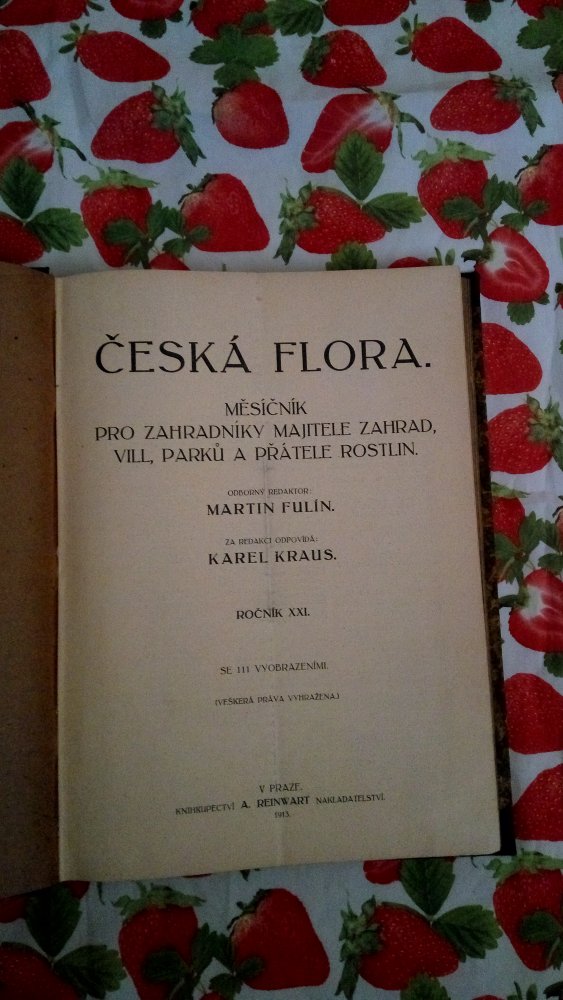 ČESKÁ FLORA.
MĚSÍČNÍK
PRO ZAHRADNÍKY MAJITELE ZAHRAD,
VILL, PARKŮ A PŘÁTELE ROSTLIN.
ODBORNÝ REDAKTOR:
MARTIN FULÍN.
ZA REDAKCI ODPOVÍDÁ:
KAREL KRAUS.
ROČNÍK XXI.
SE 111 VYOBRAZENÍMI.
(VEŠKERÁ PRÁVA VYHRAŽENA.)
V PRAZE.
KNIHKUPECTVÍ A. REINWART NAKLADATELSTVÍ.
1913.